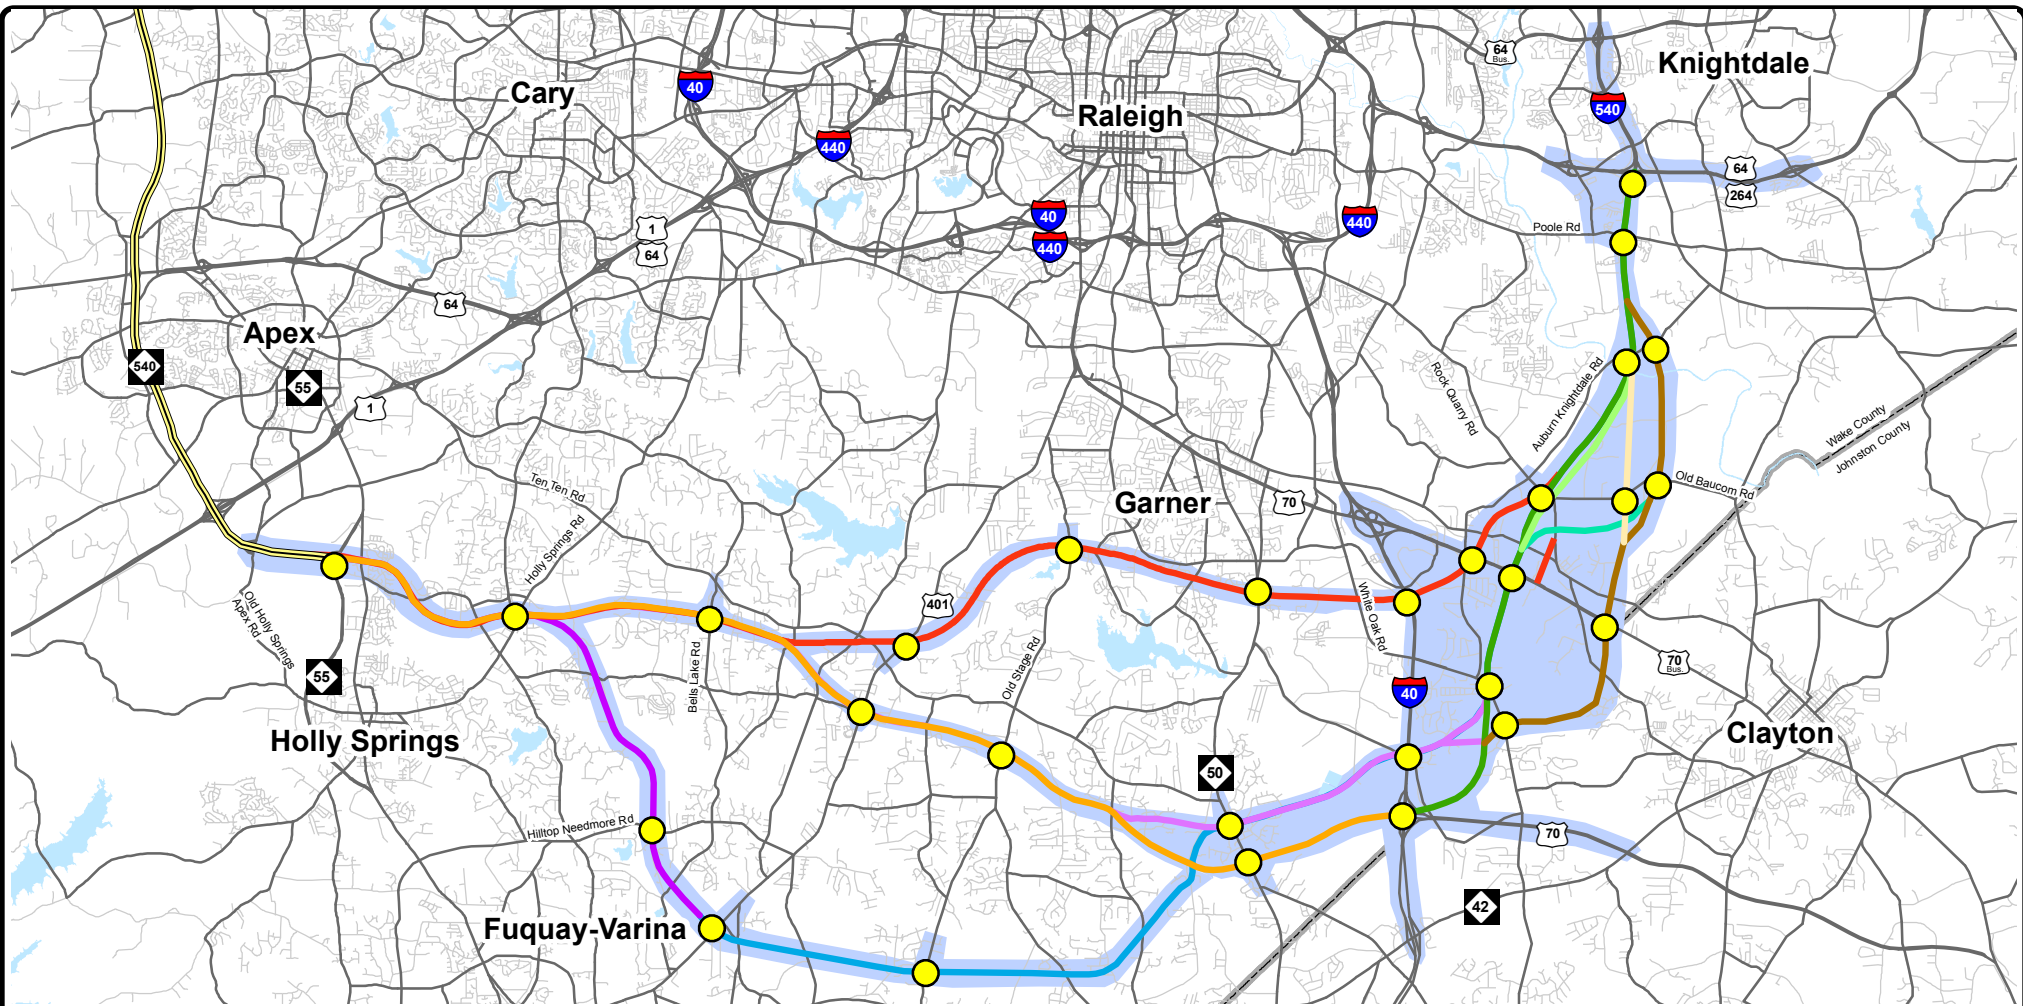 64
Bus.
Knightdale
Cary
40
540
Raleigh
440
64
264
40
440
440
1
64
Poole Rd
64
Apex
540
55
1
Rock Quarry Rd
Auburn Knightdale Rd
Wake County
Johnston County
Ten Ten Rd
Old Baucom Rd
Garner
70
Holly Springs Rd
Old Holly Springs
Apex Rd
401
White Oak Rd
Old Stage Rd
Bells Lake Rd
55
70
Bus.
40
Holly Springs
Clayton
50
Hilltop Needmore Rd
70
42
Fuquay-Varina